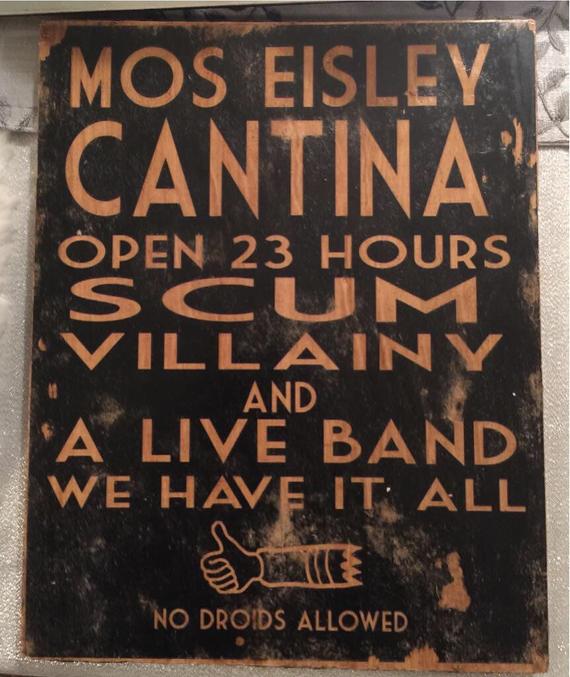 MOS EISLEY
CANTINA
OPEN 23 HOURS
SCUM
VILLAINY
AND
A LIVE BAND
WE HAVE IT ALL
NO DROIDS ALLOWED